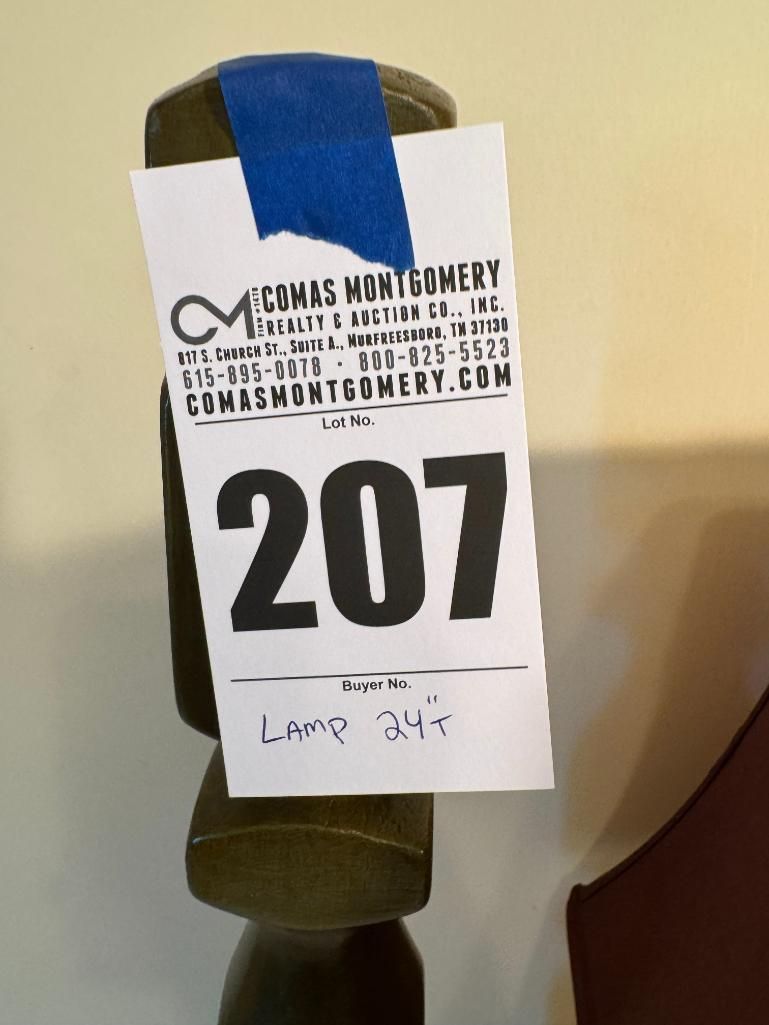 CM
FIRM #1478
COMAS MONTGOMERY
REALTY & AUCTION CO., INC.
817 S. CHURCH ST., SUITE A., MURFREESBORO, TN 37130
615-895-0078 · 800-825-5523
COMASMONTGOMERY.COM
Lot No.
207
Buyer No.
LAMP 24"T